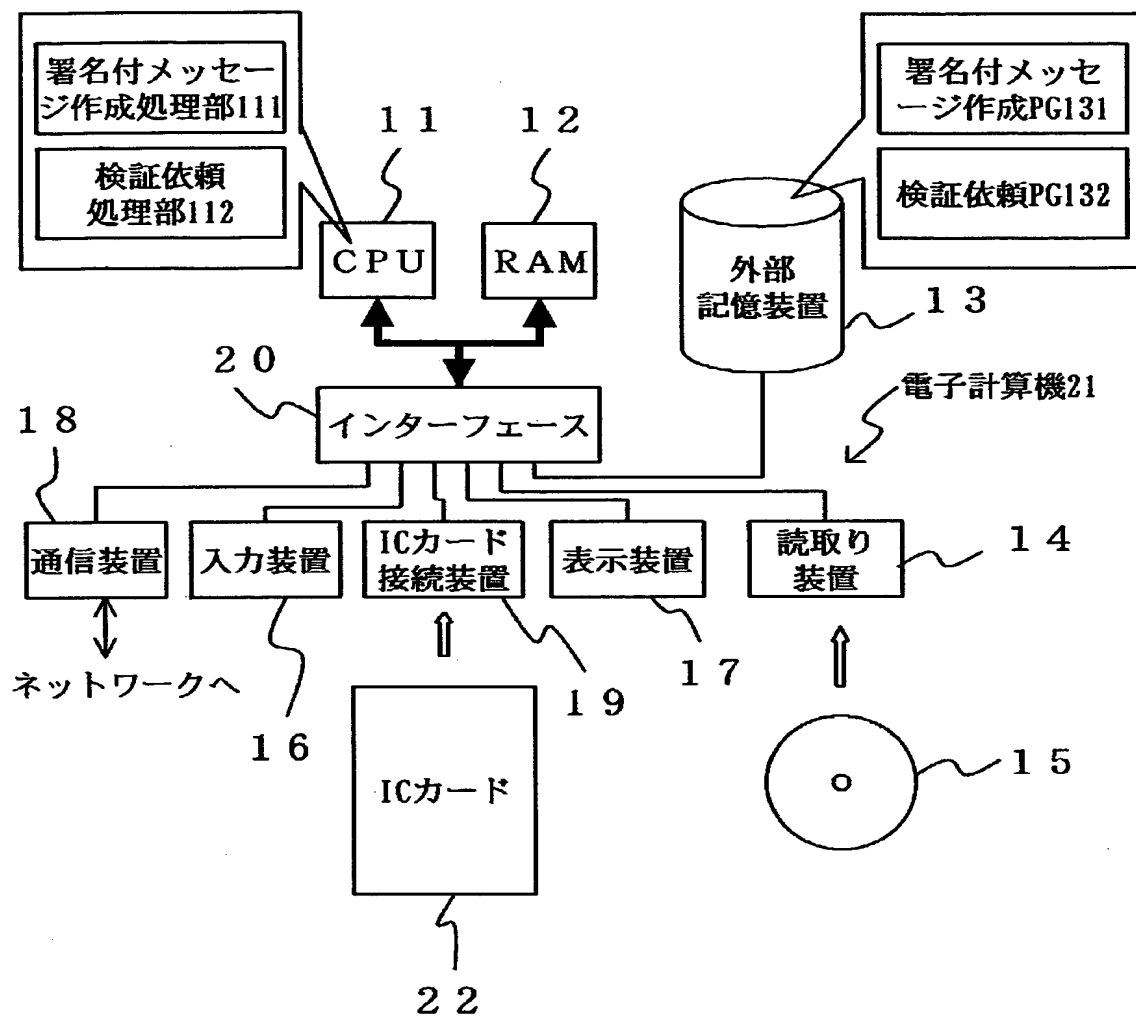 署名付メッセー
ジ作成処理部111
検証依頼
処理部112
11
12
署名付メッセ
ージ作成PG131
検証依頼PG132
CPU
RAM
外部
記憶装置
13
20
インターフェース
電子計算機21
18
通信装置
入力装置
ICカード
接続装置
表示装置
読取り
装置
14
ネットワークへ
16
19
17
ICカード
15
22